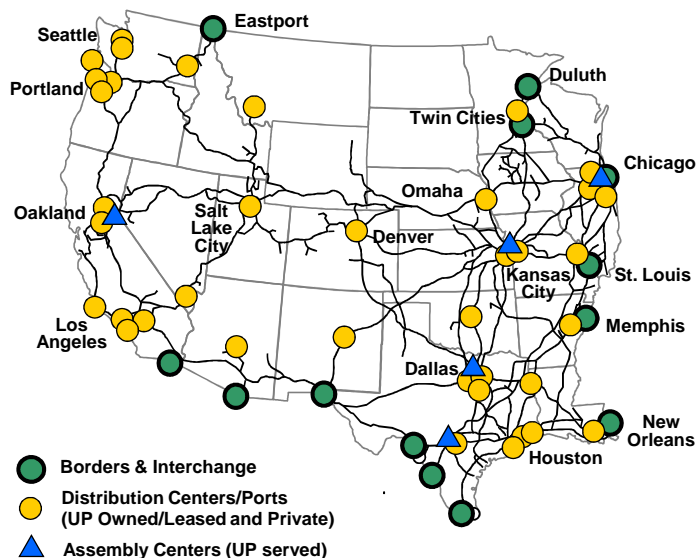 Eastport
Seattle
Duluth
Portland
Twin Cities
Chicago
Omaha
Oakland
Salt
Lake
City
Denver
Kansas
City
St. Louis
Los
Angeles
Memphis
Dallas
New
Orleans
Houston
Borders & Interchange
Distribution Centers/Ports
(UP Owned/Leased and Private)
Assembly Centers (UP served)